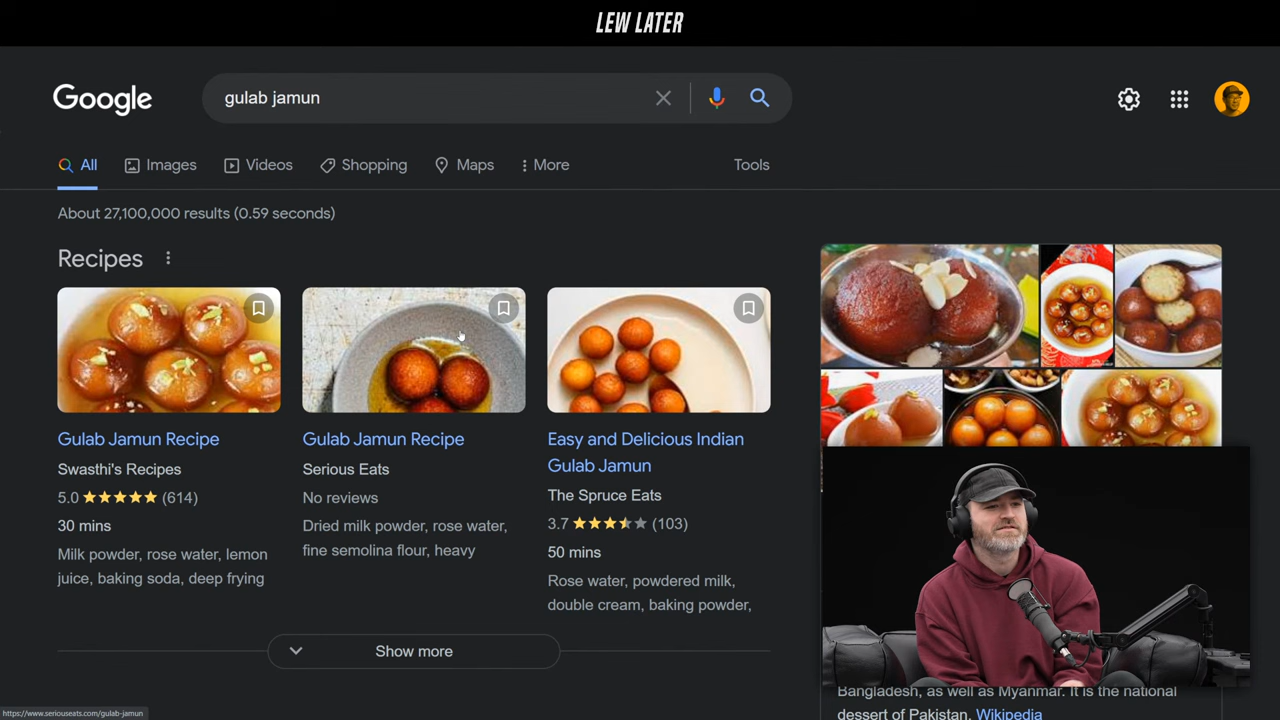 LEW LATER
Google
gulab jamun
All
Images
Videos
Shopping
Maps
More
Tools
About 27,100,000 results (0.59 seconds)
Recipes
Gulab Jamun Recipe
Swasthi's Recipes
5.0 (614)
30 mins
Milk powder, rose water, lemon
juice, baking soda, deep frying
Gulab Jamun Recipe
Serious Eats
No reviews
Dried milk powder, rose water,
fine semolina flour, heavy
Easy and Delicious Indian
Gulab Jamun
The Spruce Eats
3.7 (103)
50 mins
Rose water, powdered milk,
double cream, baking powder,
Show more
Bangladesh, as well as Myanmar. It is the national
dessert of Pakistan. Wikipedia
https://www.seriouseats.com/gulab-jamun